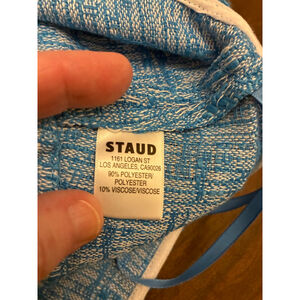 STAUD
1161 LOGAN ST
LOS ANGELES, CA90026
90% POLYESTER/
POLYESTER
10% VISCOSE/VISCOSE